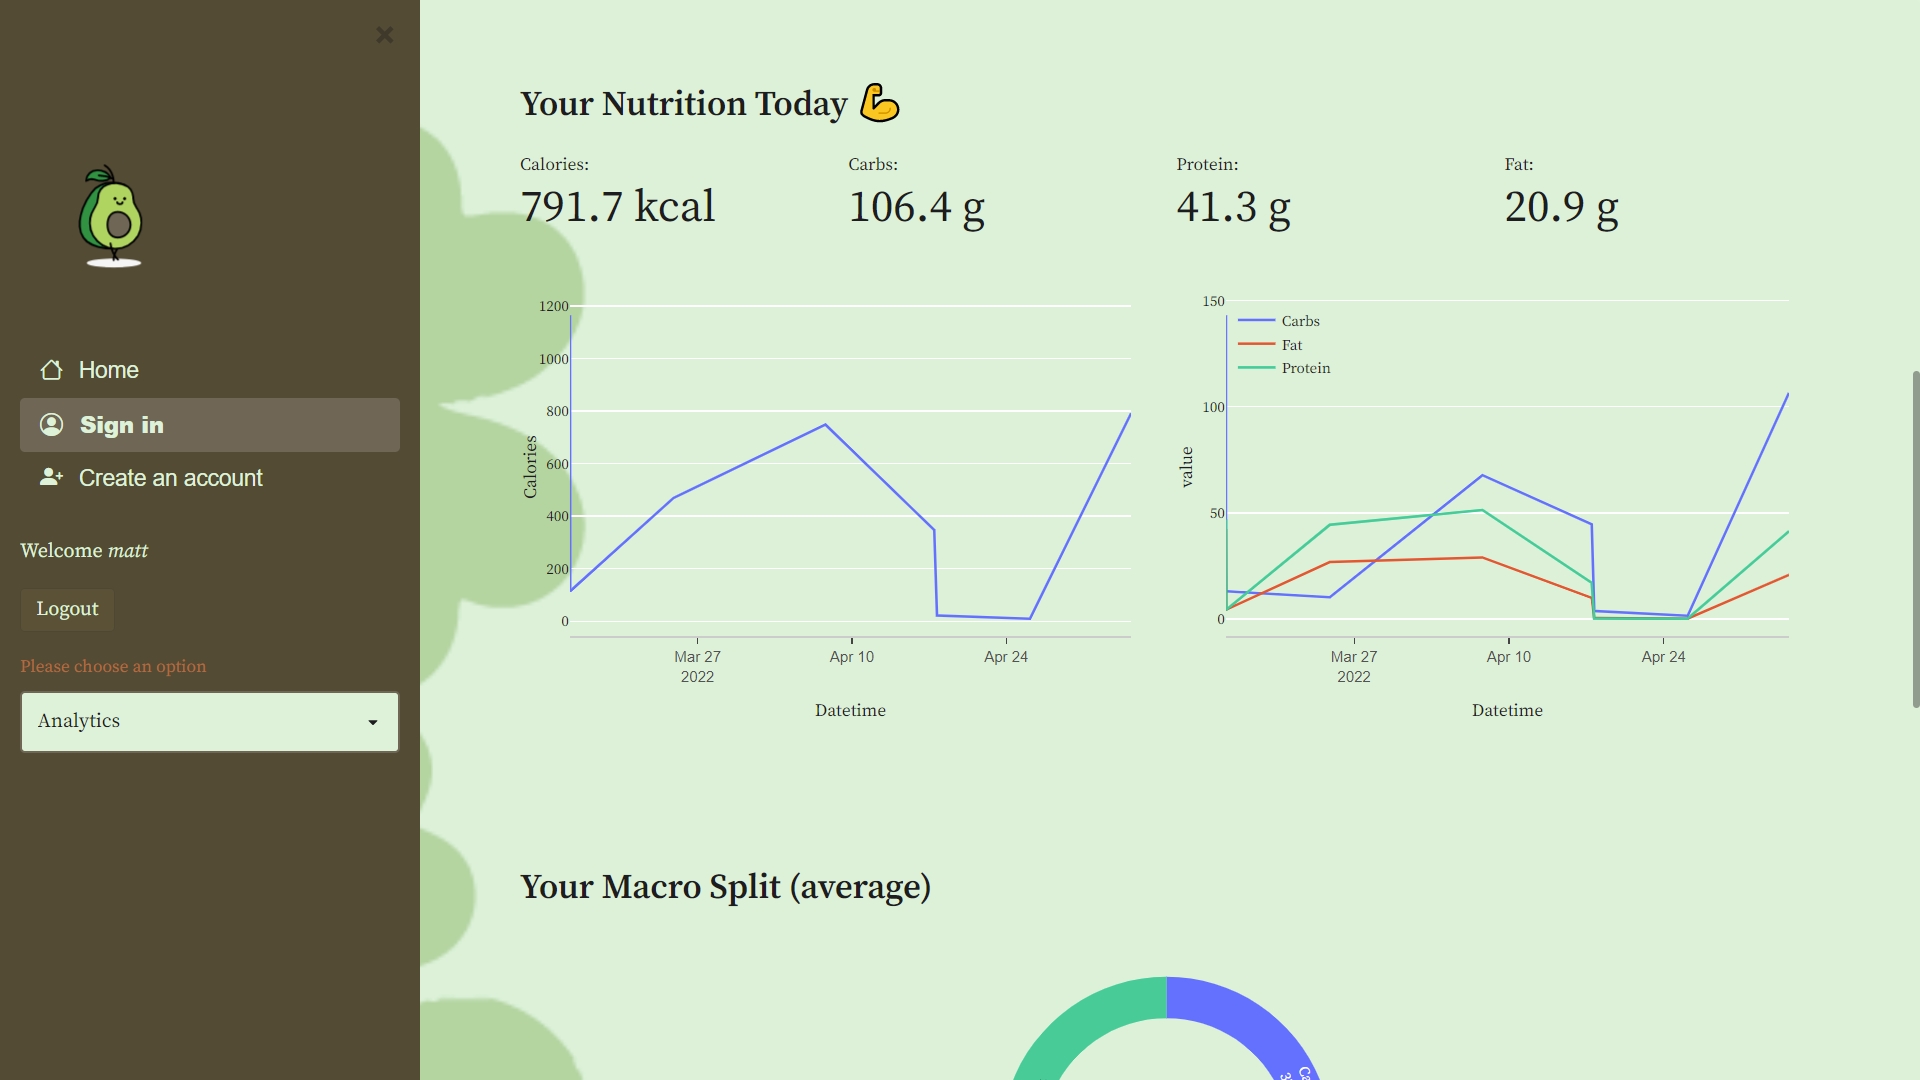 Home
Sign in
Create an account
Welcome matt
Logout
Please choose an option
Analytics
Your Nutrition Today
Calories:
791.7 kcal
Carbs:
106.4 g
Protein:
41.3 g
Fat:
20.9 g
1200
1000
800
600
400
200
0
Calories
Mar 27
2022
Apr 10
Apr 24
Datetime
150
100
50
0
value
Carbs
Fat
Protein
Mar 27
2022
Apr 10
Apr 24
Datetime
Your Macro Split (average)